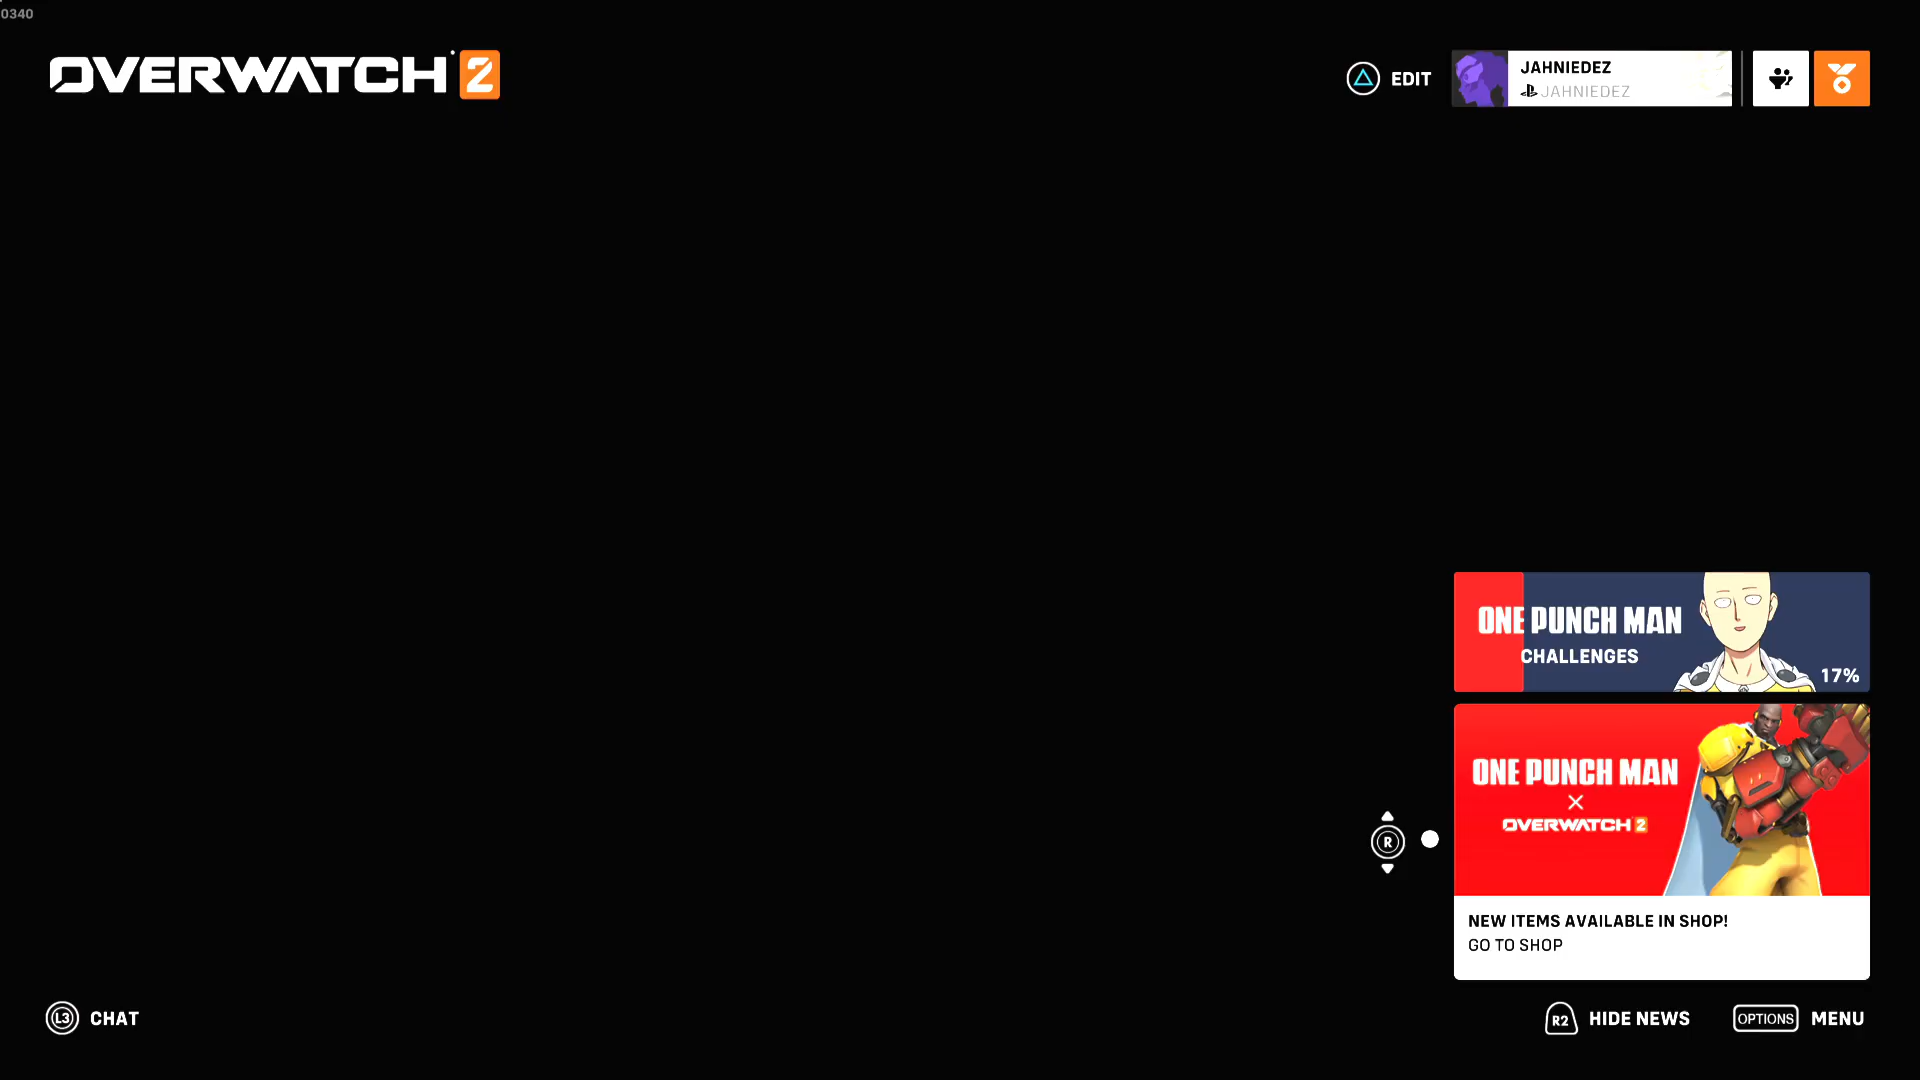 0340
OVERWATCH 2
EDIT
JAHNIEDEZ
JAHNIEDEZ
ONE PUNCH MAN
CHALLENGES
17%
ONE PUNCH MAN
X
OVERWATCH 2
R
NEW ITEMS AVAILABLE IN SHOP!
GO TO SHOP
L3 CHAT
R2 HIDE NEWS
OPTIONS MENU